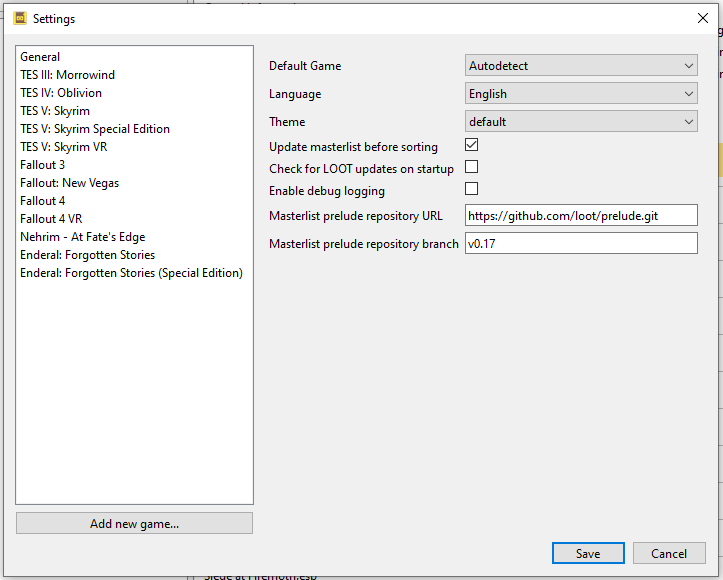 Settings
General
TES III: Morrowind
TES IV: Oblivion
TES V: Skyrim
TES V: Skyrim Special Edition
TES V: Skyrim VR
Fallout 3
Fallout: New Vegas
Fallout 4
Fallout 4 VR
Nehrim - At Fate's Edge
Enderal: Forgotten Stories
Enderal: Forgotten Stories (Special Edition)
Add new game...
Default Game
Autodetect
Language
English
Theme
default
Update masterlist before sorting
Check for LOOT updates on startup
Enable debug logging
Masterlist prelude repository URL
https://github.com/loot/prelude.git
Masterlist prelude repository branch
v0.17
Save
Cancel